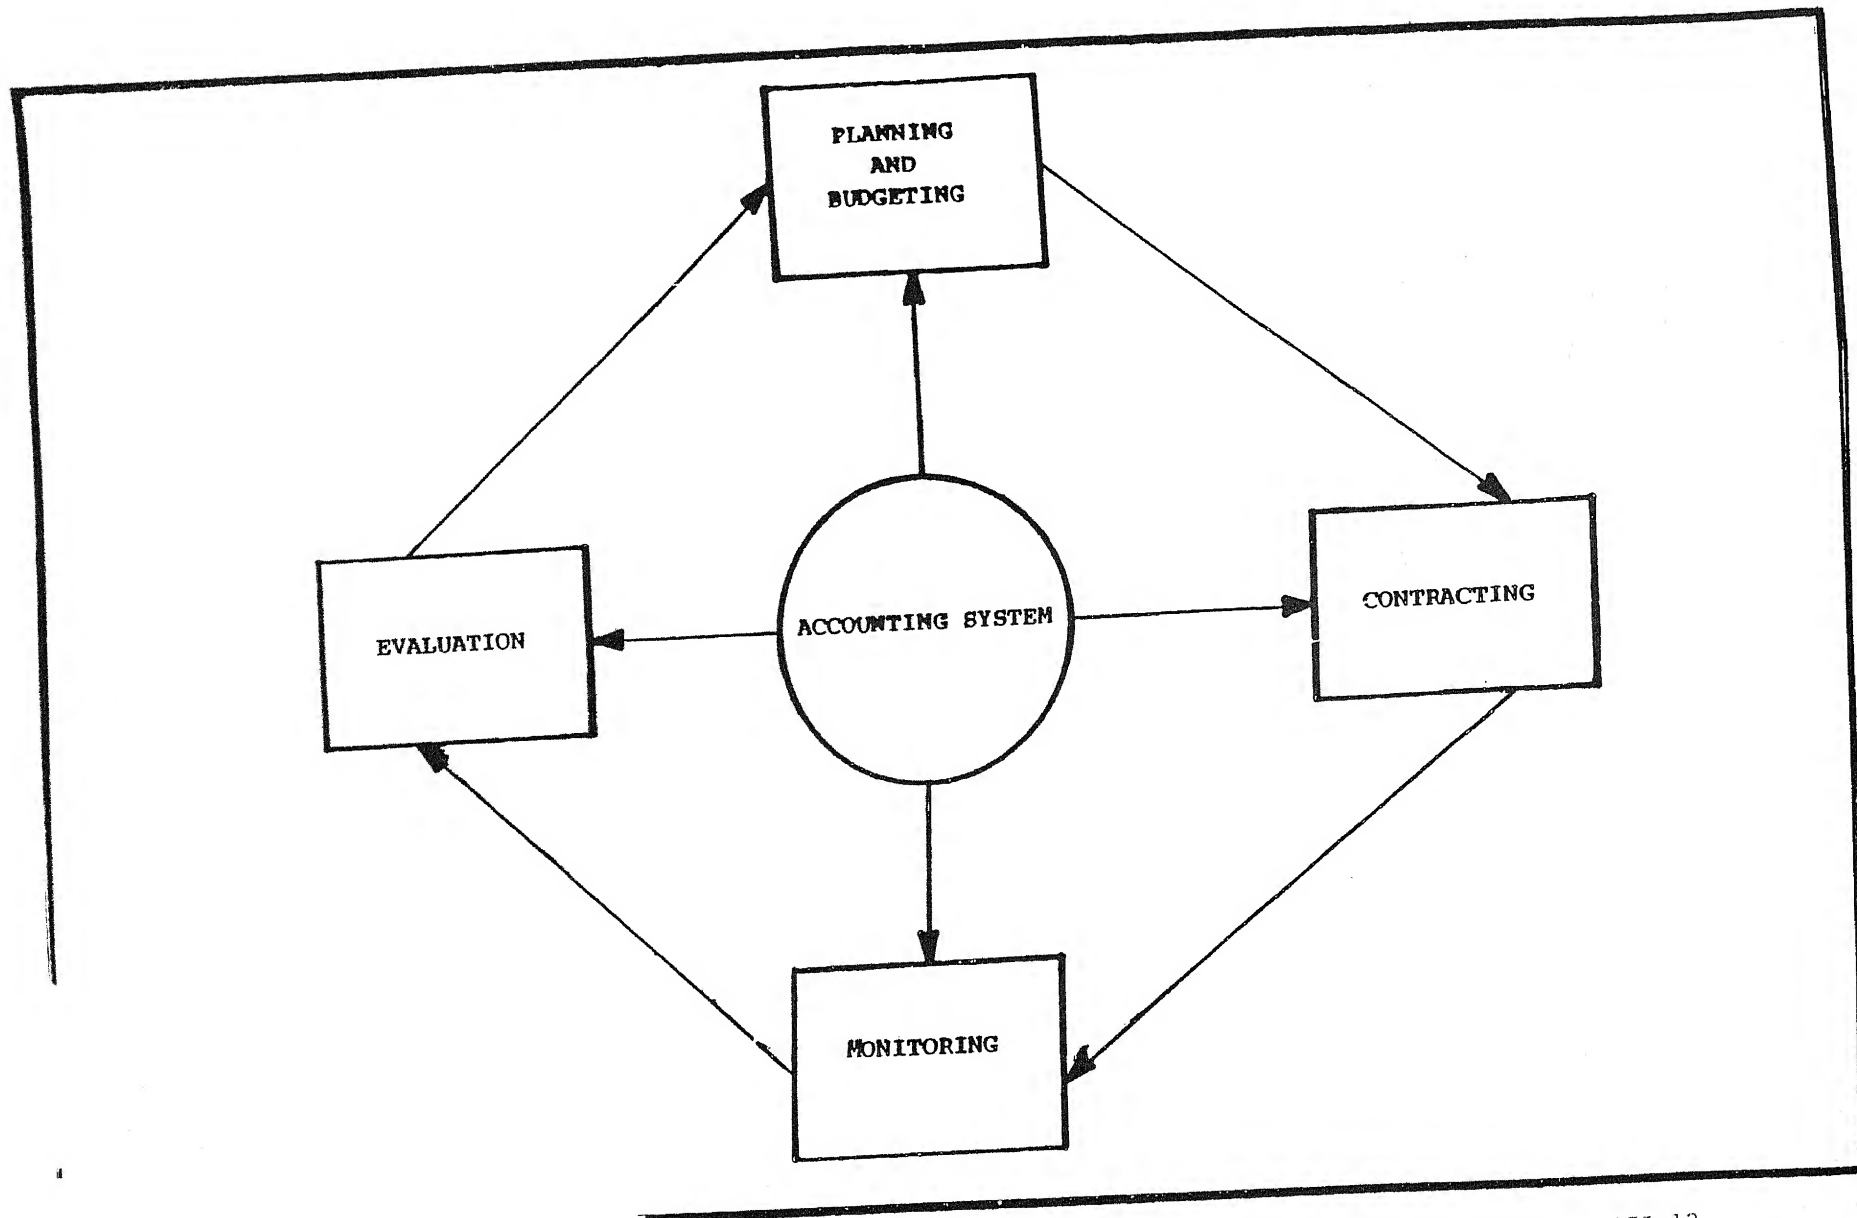 PLANNING
AND
BUDGETING
CONTRACTING
ACCOUNTING SYSTEM
EVALUATION
MONITORING